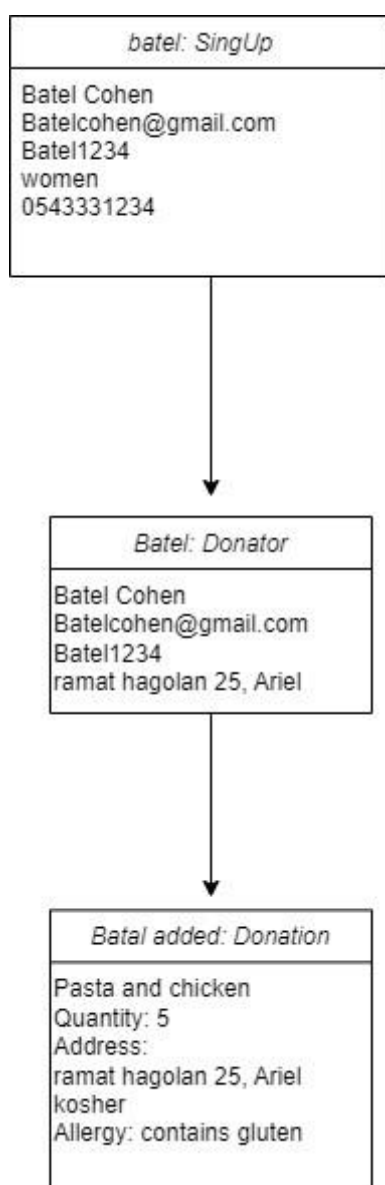 batel: SingUp
Batel Cohen
Batelcohen@gmail.com
Batel1234
women
0543331234
Batel: Donator
Batel Cohen
Batelcohen@gmail.com
Batel1234
ramat hagolan 25, Ariel
Batal added: Donation
Pasta and chicken
Quantity: 5
Address:
ramat hagolan 25, Ariel
kosher
Allergy: contains gluten